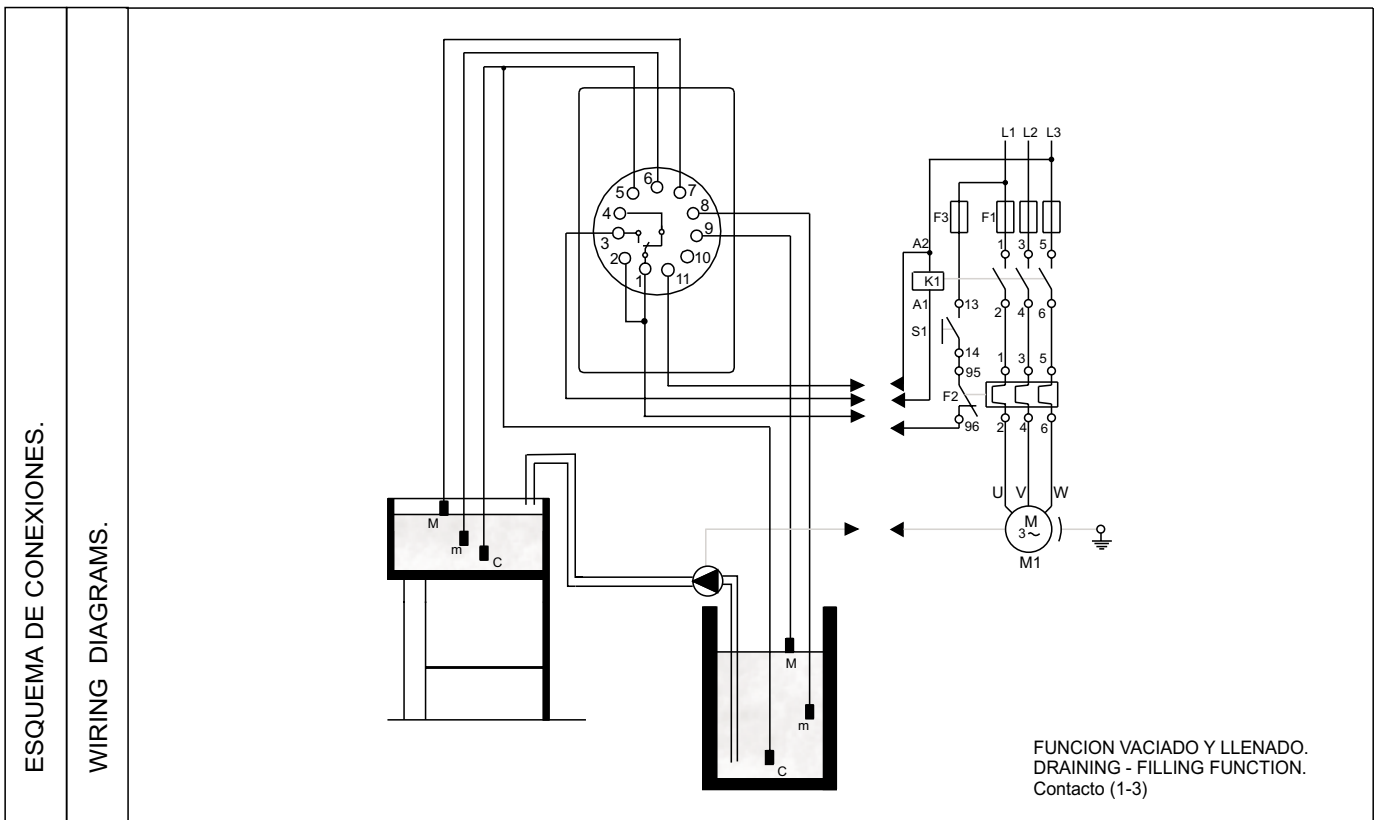 ESQUEMA DE CONEXIONES.
WIRING DIAGRAMS.
L1 L2 L3
5
6
7
4
8
3
9
2
10
1
11
F3
F1
A2
1
3
5
K1
A1
13
2
4
6
S1
14
1
3
5
95
F2
96
2
4
6
U
V
W
M
3~
M1
M
m
C
M
m
C
FUNCION VACIADO Y LLENADO.
DRAINING - FILLING FUNCTION.
Contacto (1-3)